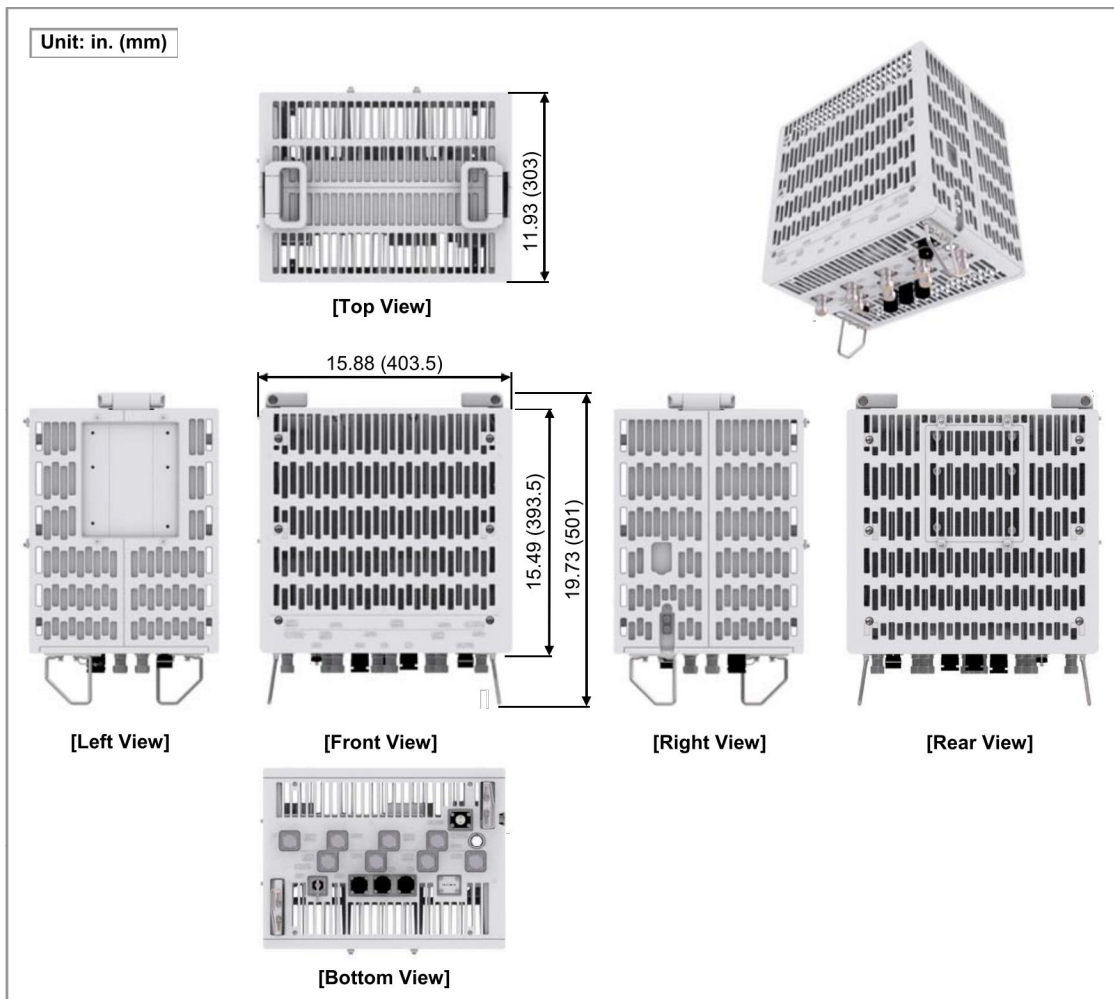 Unit: in. (mm)
11.93 (303)
[Top View]
15.88 (403.5)
15.49 (393.5)
19.73 (501)
[Left View]
[Front View]
[Right View]
[Rear View]
[Bottom View]